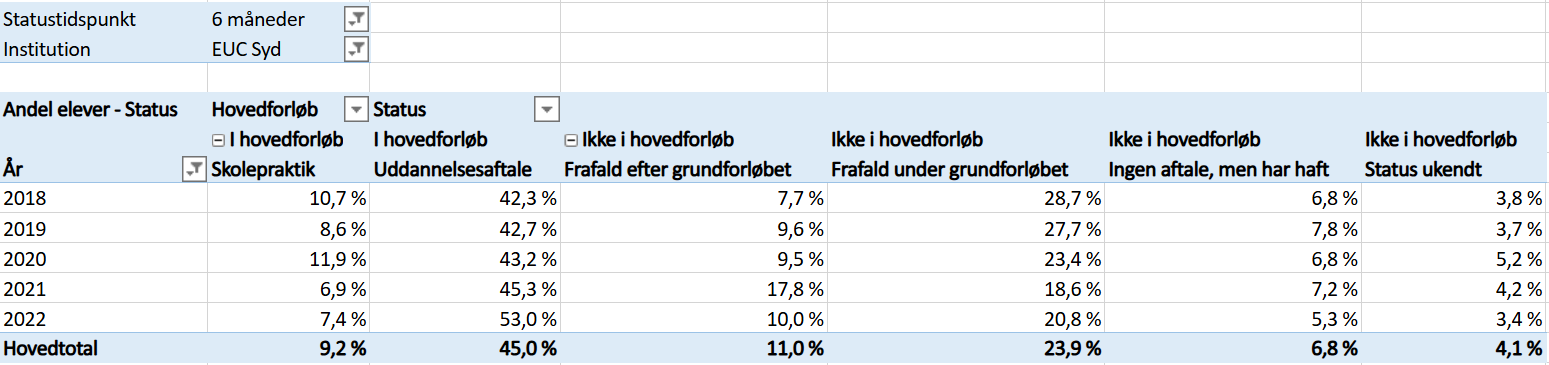 Statustidspunkt 6 måneder
Institution EUC Syd
Andel elever - Status Hovedforløb Status
I hovedforløb I hovedforløb Ikke i hovedforløb Ikke i hovedforløb Ikke i hovedforløb Ikke i hovedforløb
År Skolepraktik Uddannelsesaftale Frafald efter grundforløbet Frafald under grundforløbet Ingen aftale, men har haft Status ukendt
2018 10,7 % 42,3 % 7,7 % 28,7 % 6,8 % 3,8 %
2019 8,6 % 42,7 % 9,6 % 27,7 % 7,8 % 3,7 %
2020 11,9 % 43,2 % 9,5 % 23,4 % 6,8 % 5,2 %
2021 6,9 % 45,3 % 17,8 % 18,6 % 7,2 % 4,2 %
2022 7,4 % 53,0 % 10,0 % 20,8 % 5,3 % 3,4 %
Hovedtotal 9,2 % 45,0 % 11,0 % 23,9 % 6,8 % 4,1 %